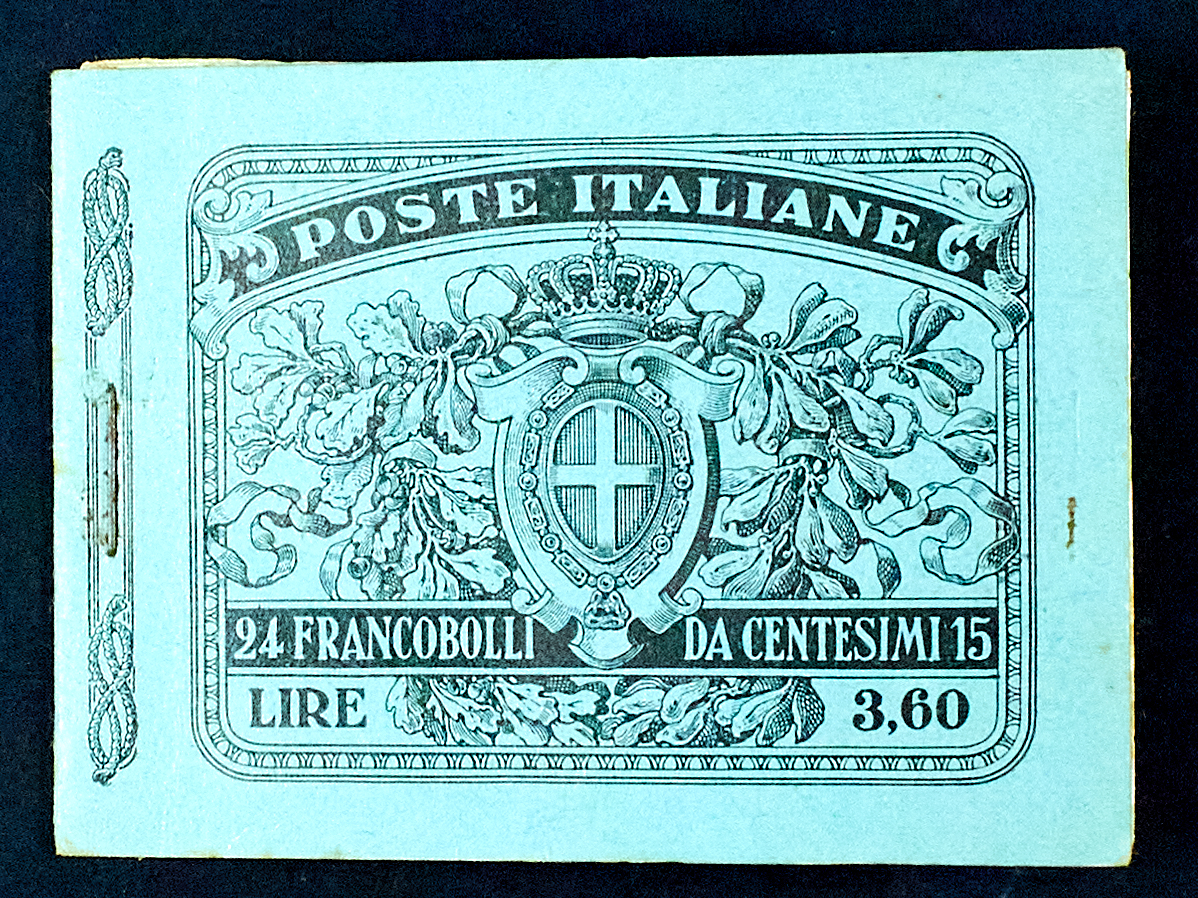 POSTE ITALIANE
24 FRANCOBOLLI DA CENTESIMI 15
LIRE 3,60